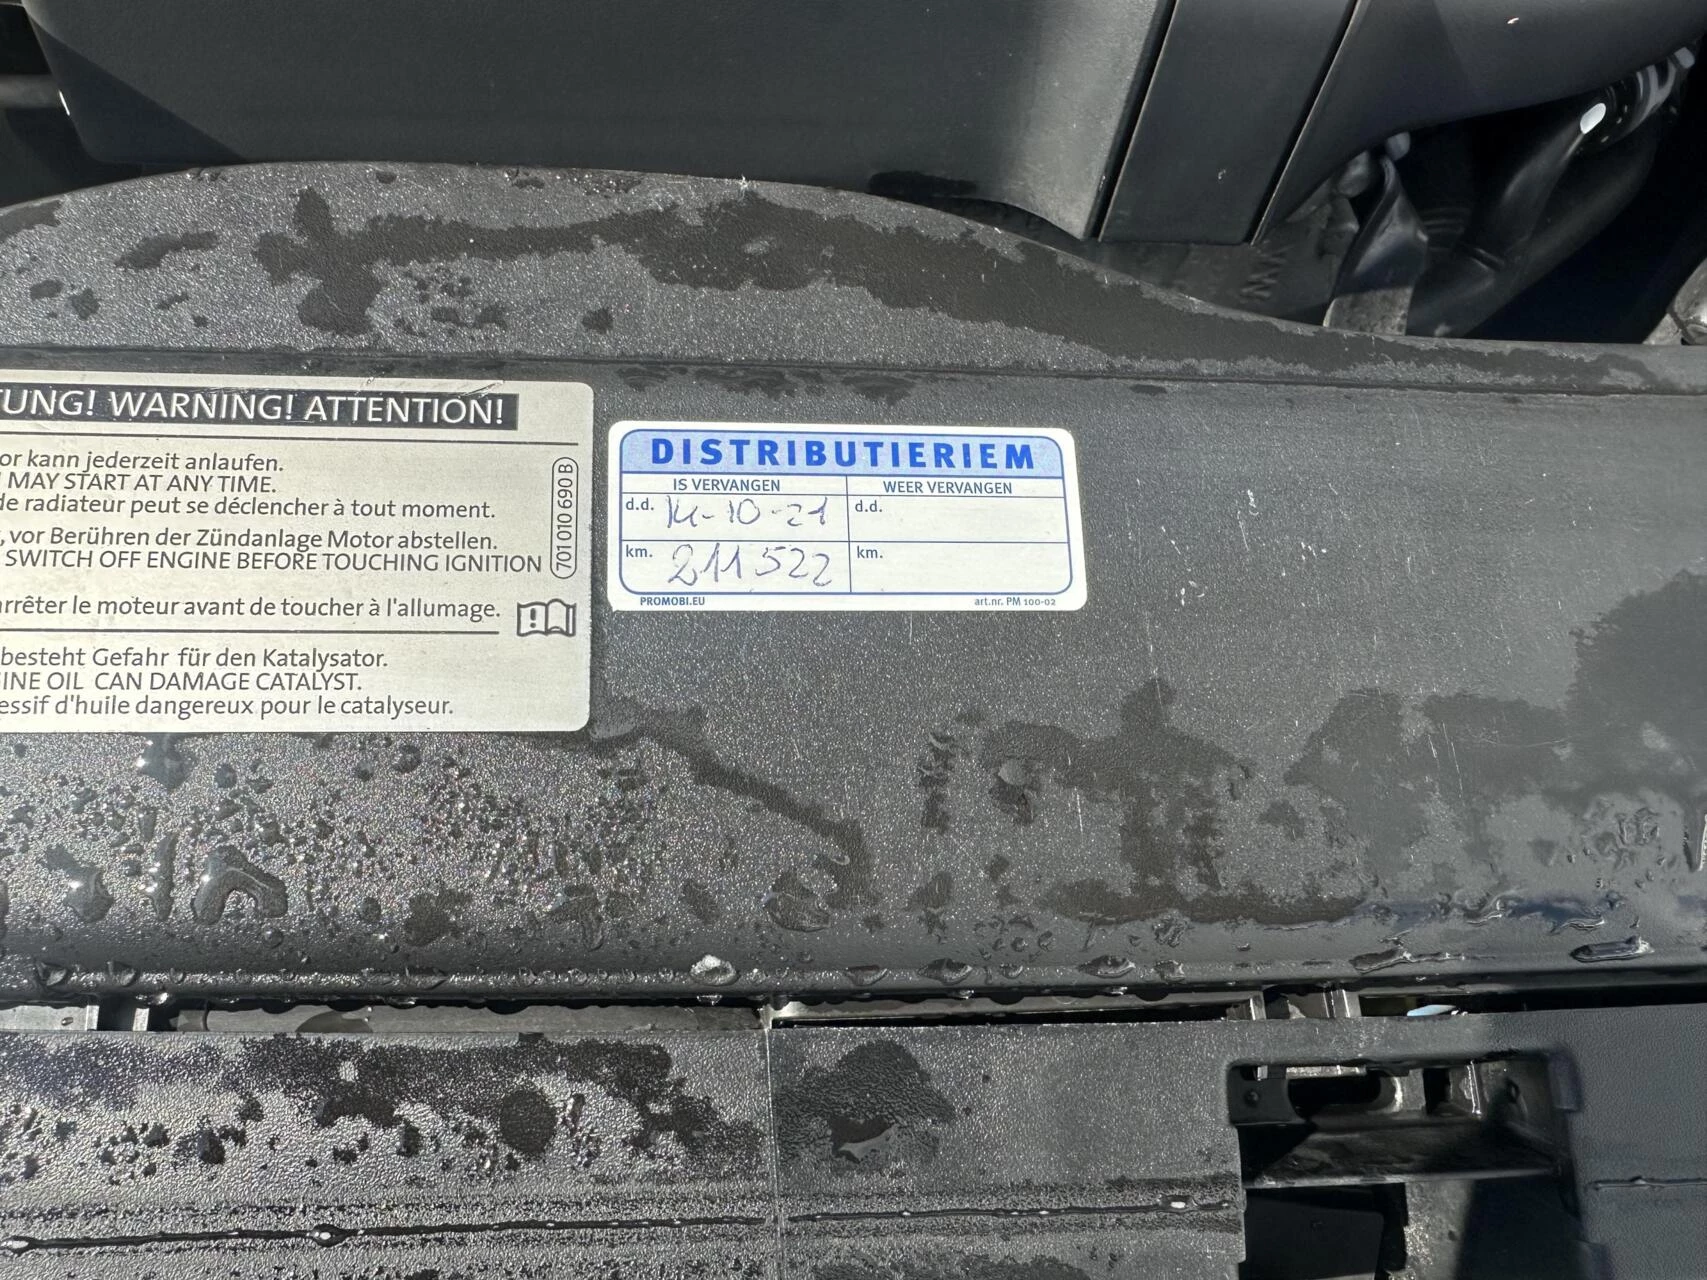 TUNG! WARNING! ATTENTION!
or kann jederzeit anlaufen.
MAY START AT ANY TIME.
de radiateur peut se déclencher à tout moment.
, vor Berühren der Zündanlage Motor abstellen.
SWITCH OFF ENGINE BEFORE TOUCHING IGNITION
701 010 690 B
arrêter le moteur avant de toucher à l'allumage.
besteht Gefahr für den Katalysator.
GINE OIL CAN DAMAGE CATALYST.
essif d'huile dangereux pour le catalyseur.
DISTRIBUTIERIEM
IS VERVANGEN
WEER VERVANGEN
d.d. 14-10-21
d.d.
km. 211522
km.
PROMOBI.EU
art.nr. PM 100-02